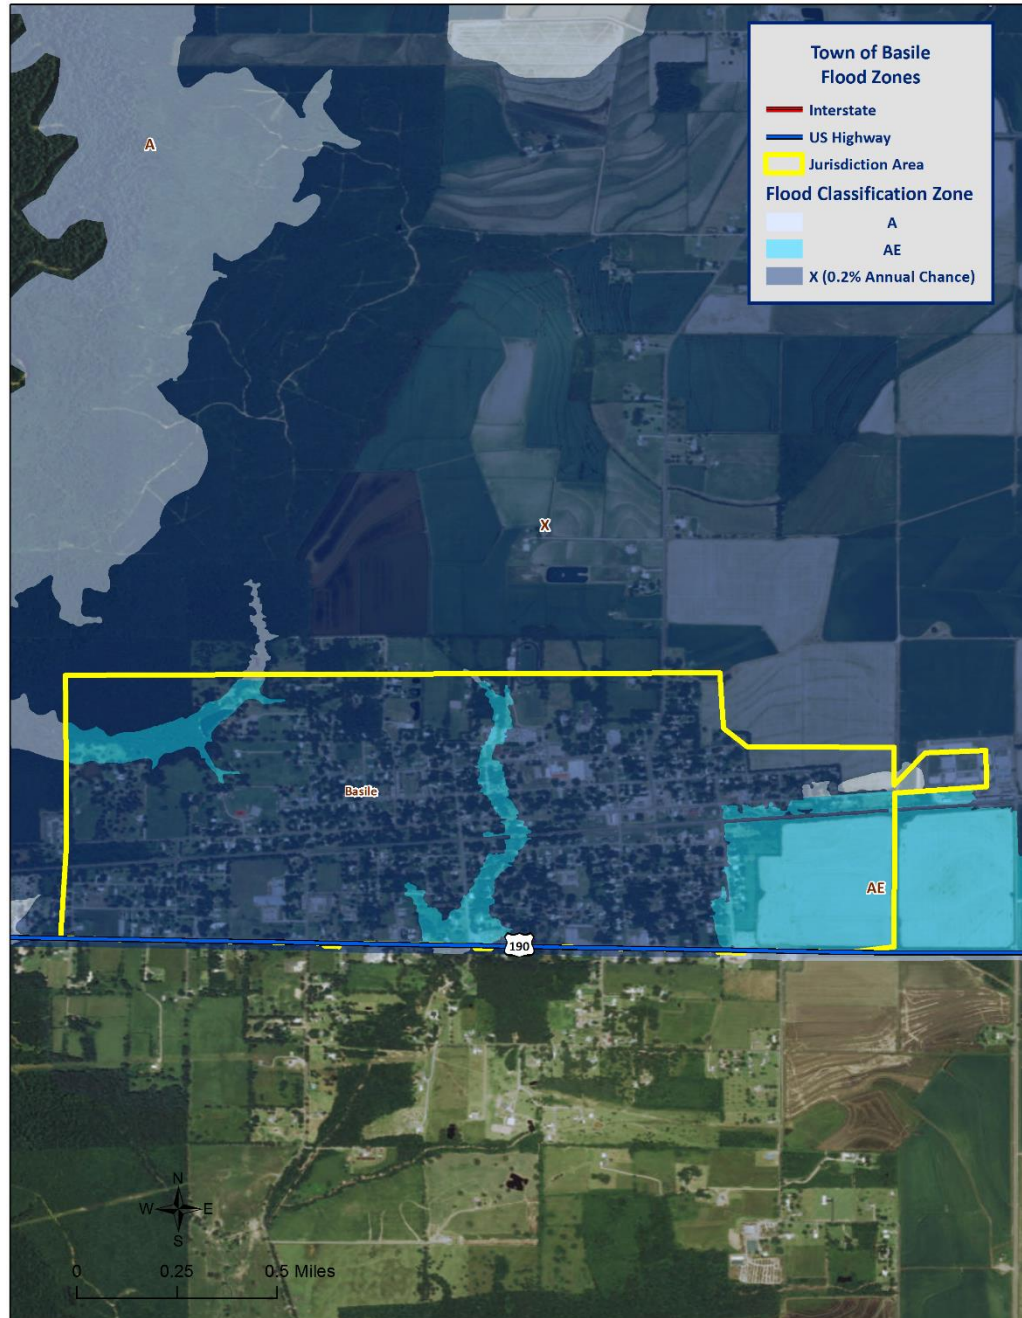 Town of Basile
Flood Zones
Interstate
US Highway
Jurisdiction Area
Flood Classification Zone
A
AE
X (0.2% Annual Chance)
A
X
Basile
AE
190
N
W E
S
0 0.25 0.5 Miles